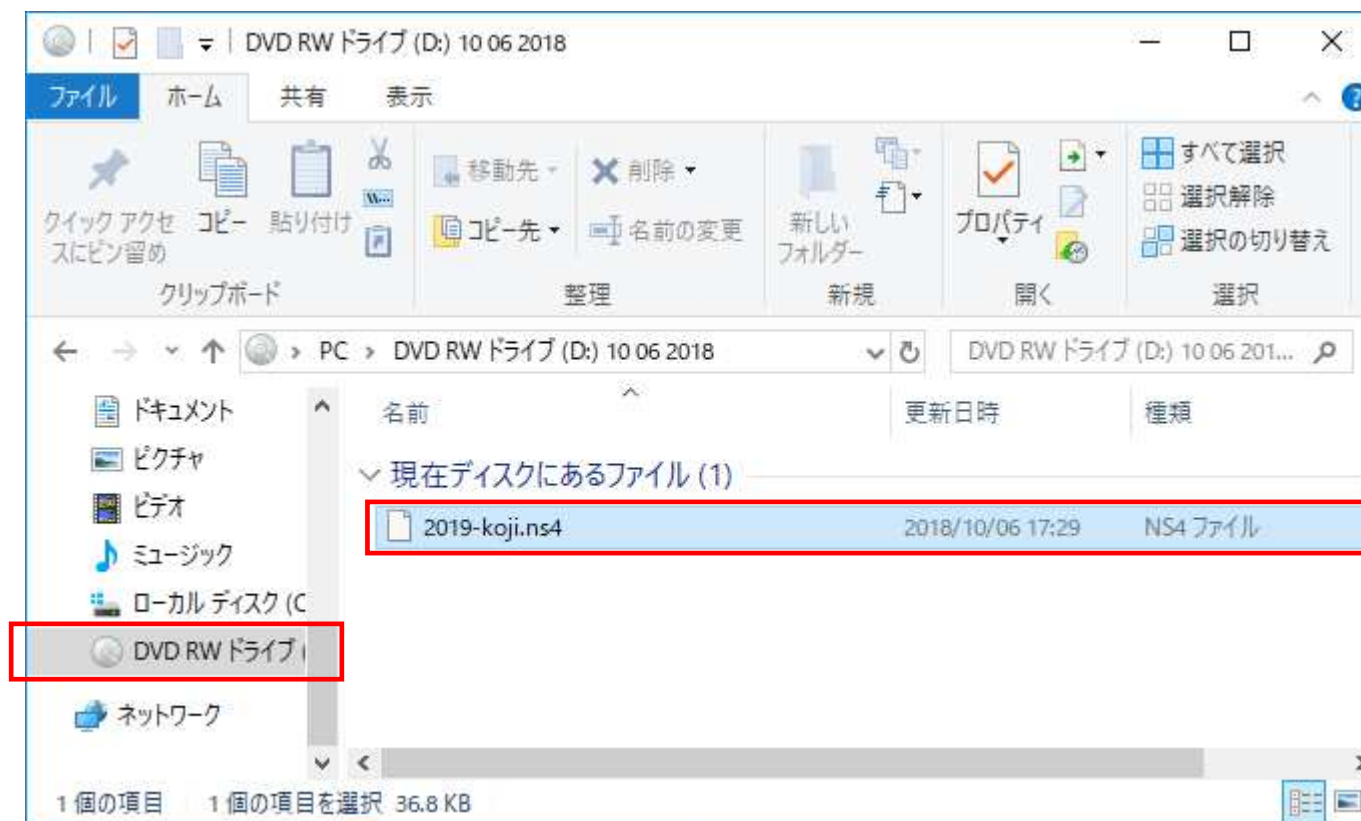 DVD RW ドライブ (D:) 10 06 2018
ファイル ホーム 共有 表示
クイック アクセスにピン留め
コピー
貼り付け
クリップボード
移動先
コピー先
削除
名前の変更
整理
新しいフォルダー
新規
プロパティ
開く
すべて選択
選択解除
選択の切り替え
選択
PC › DVD RW ドライブ (D:) 10 06 2018
DVD RW ドライブ (D:) 10 06 201...
ドキュメント
ピクチャ
ビデオ
ミュージック
ローカル ディスク (C
DVD RW ドライブ (
ネットワーク
名前 更新日時 種類
現在ディスクにあるファイル (1)
2019-koji.ns4 2018/10/06 17:29 NS4 ファイル
1 個の項目 1 個の項目を選択 36.8 KB